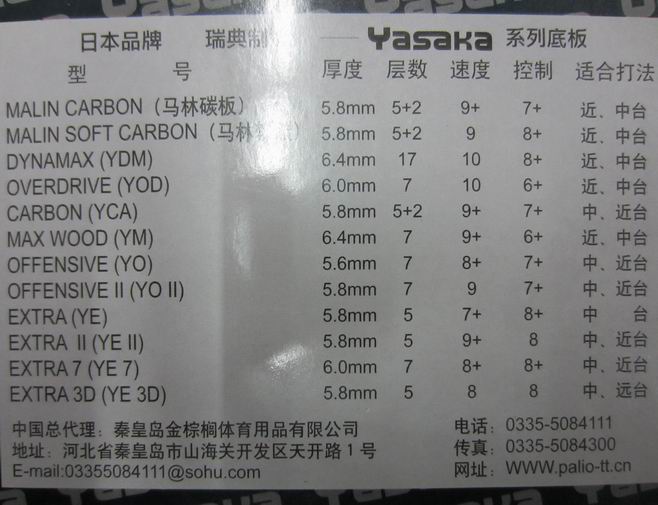 日本品牌 瑞典制 —— Yasaka 系列底板
型 号 厚度 层数 速度 控制 适合打法
MALIN CARBON（马林碳板） 5.8mm 5+2 9+ 7+ 近、中台
MALIN SOFT CARBON（马林 5.8mm 5+2 9 8+ 近、中台
DYNAMAX (YDM) 6.4mm 17 10 8+ 近、中台
OVERDRIVE (YOD) 6.0mm 7 10 6+ 近、中台
CARBON (YCA) 5.8mm 5+2 9+ 7+ 中、近台
MAX WOOD (YM) 6.4mm 7 9+ 6+ 近、中台
OFFENSIVE (YO) 5.6mm 7 8+ 7+ 中、近台
OFFENSIVE II (YO II) 5.8mm 7 9 7+ 中、近台
EXTRA (YE) 5.8mm 5 7+ 8+ 中 台
EXTRA II (YE II) 5.8mm 5 9+ 8 中、近台
EXTRA 7 (YE 7) 6.0mm 7 8+ 8+ 中、近台
EXTRA 3D (YE 3D) 5.8mm 5 8 8 中、远台
中国总代理：秦皇岛金棕榈体育用品有限公司 电话：0335-5084111
地址：河北省秦皇岛市山海关开发区天开路1号 传真：0335-5084300
E-mail:03355084111@sohu.com 网址：WWW.palio-tt.cn